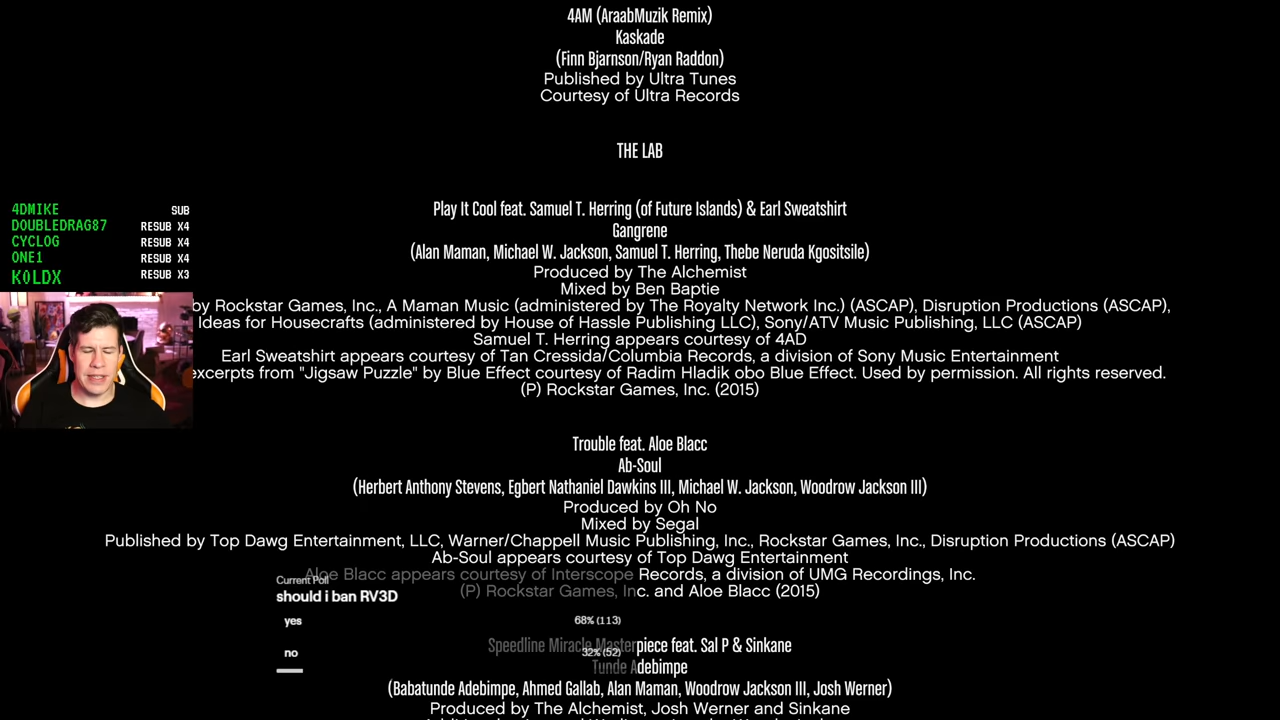 4AM (AraabMuzik Remix)
Kaskade
(Finn Bjarnson/Ryan Raddon)
Published by Ultra Tunes
Courtesy of Ultra Records
THE LAB
4DMIKE SUB
DOUBLEDRAG87 RESUB X4
CYCLOG RESUB X4
ONE1 RESUB X4
K0LDX RESUB X3
Play It Cool feat. Samuel T. Herring (of Future Islands) & Earl Sweatshirt
Gangrene
(Alan Maman, Michael W. Jackson, Samuel T. Herring, Thebe Neruda Kgositsile)
Produced by The Alchemist
Mixed by Ben Baptie
by Rockstar Games, Inc., A Maman Music (administered by The Royalty Network Inc.) (ASCAP), Disruption Productions (ASCAP),
Ideas for Housecrafts (administered by House of Hassle Publishing LLC), Sony/ATV Music Publishing, LLC (ASCAP)
Samuel T. Herring appears courtesy of 4AD
Earl Sweatshirt appears courtesy of Tan Cressida/Columbia Records, a division of Sony Music Entertainment
excerpts from "Jigsaw Puzzle" by Blue Effect courtesy of Radim Hladik obo Blue Effect. Used by permission. All rights reserved.
(P) Rockstar Games, Inc. (2015)
Trouble feat. Aloe Blacc
Ab-Soul
(Herbert Anthony Stevens, Egbert Nathaniel Dawkins III, Michael W. Jackson, Woodrow Jackson III)
Produced by Oh No
Mixed by Segal
Published by Top Dawg Entertainment, LLC, Warner/Chappell Music Publishing, Inc., Rockstar Games, Inc., Disruption Productions (ASCAP)
Ab-Soul appears courtesy of Top Dawg Entertainment
Aloe Blacc appears courtesy of Interscope Records, a division of UMG Recordings, Inc.
(P) Rockstar Games, Inc. and Aloe Blacc (2015)
Current Poll
should i ban RV3D
yes 68% (113)
no 32% (52)
Speedline Miracle Masterpiece feat. Sal P & Sinkane
Tunde Adebimpe
(Babatunde Adebimpe, Ahmed Gallab, Alan Maman, Woodrow Jackson III, Josh Werner)
Produced by The Alchemist, Josh Werner and Sinkane